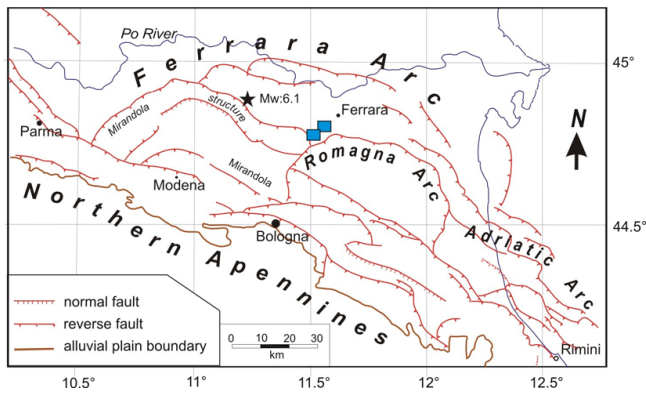 Po River
Ferrara Arc
45°
Mw:6.1
Mirandola
structure
Ferrara
N
Parma
Romagna Arc
Mirandola
Modena
Northern Apennines
44.5°
Bologna
Adriatic Arc
normal fault
reverse fault
alluvial plain boundary
0 10 20 30
km
Rimini
10.5° 11° 11.5° 12° 12.5°